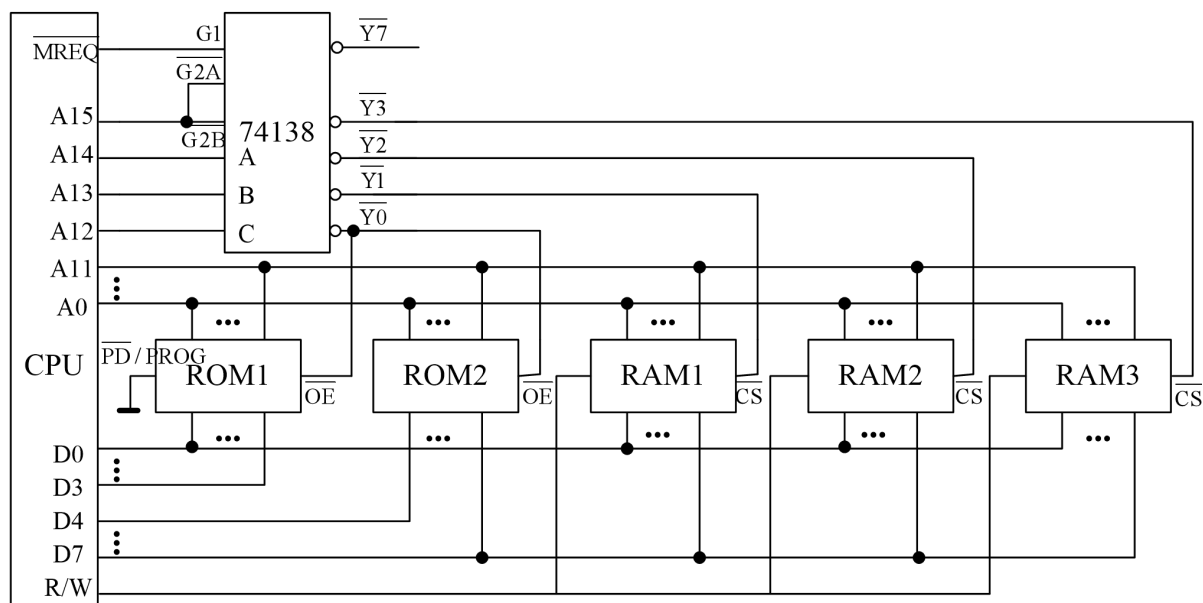 G1
Y7
MREQ
G2A
A15
Y3
G2B
74138
A14
A
Y2
A13
B
Y1
A12
C
Y0
A11
A0
CPU
PD / PROG
ROM1
OE
ROM2
OE
RAM1
CS
RAM2
CS
RAM3
CS
D0
D3
D4
D7
R/W